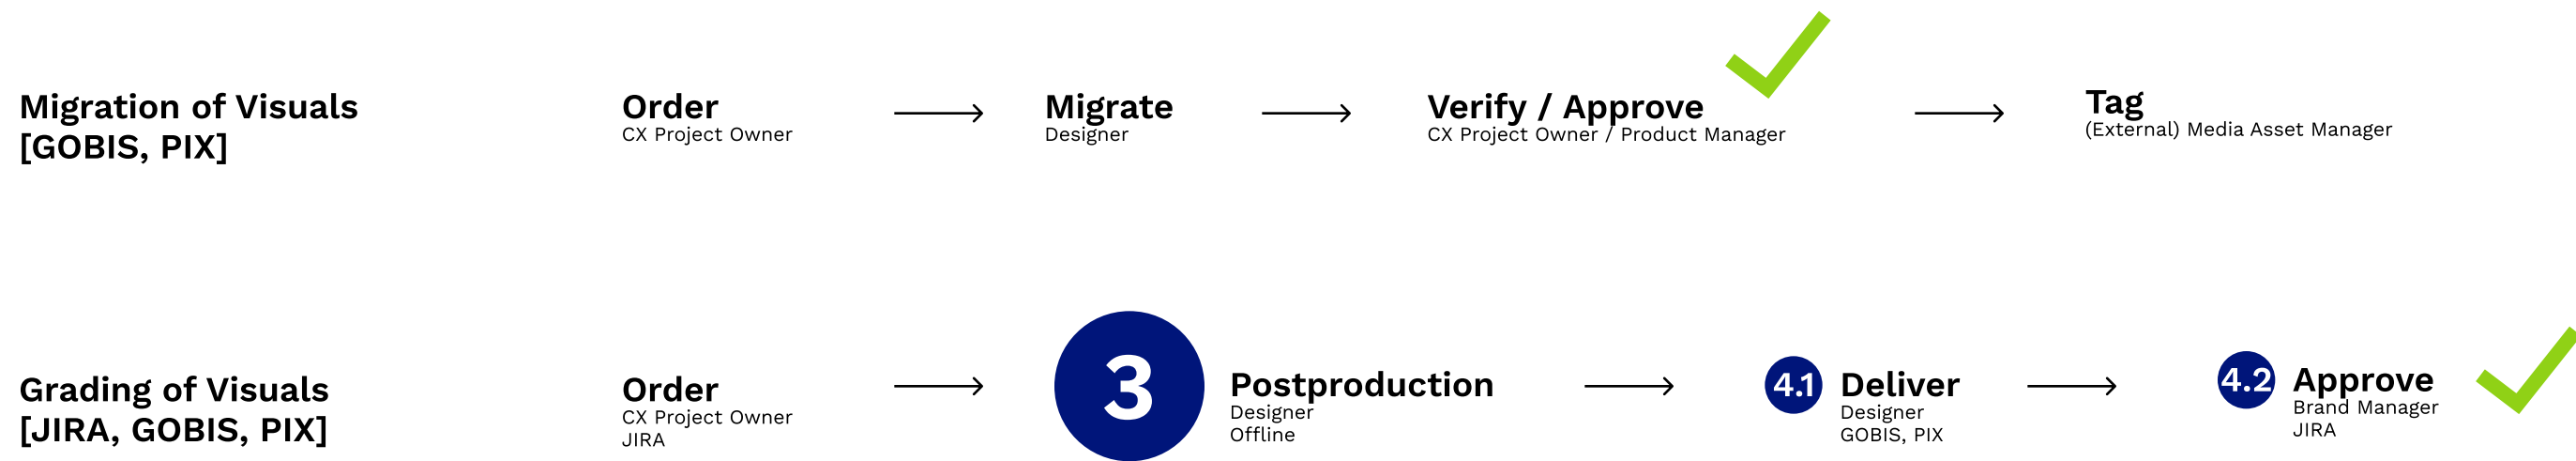 Migration of Visuals
[GOBIS, PIX]
Order
CX Project Owner
Migrate
Designer
Verify / Approve
CX Project Owner / Product Manager
Tag
(External) Media Asset Manager
Grading of Visuals
[JIRA, GOBIS, PIX]
Order
CX Project Owner
JIRA
3
Postproduction
Designer
Offline
4.1
Deliver
Designer
GOBIS, PIX
4.2
Approve
Brand Manager
JIRA